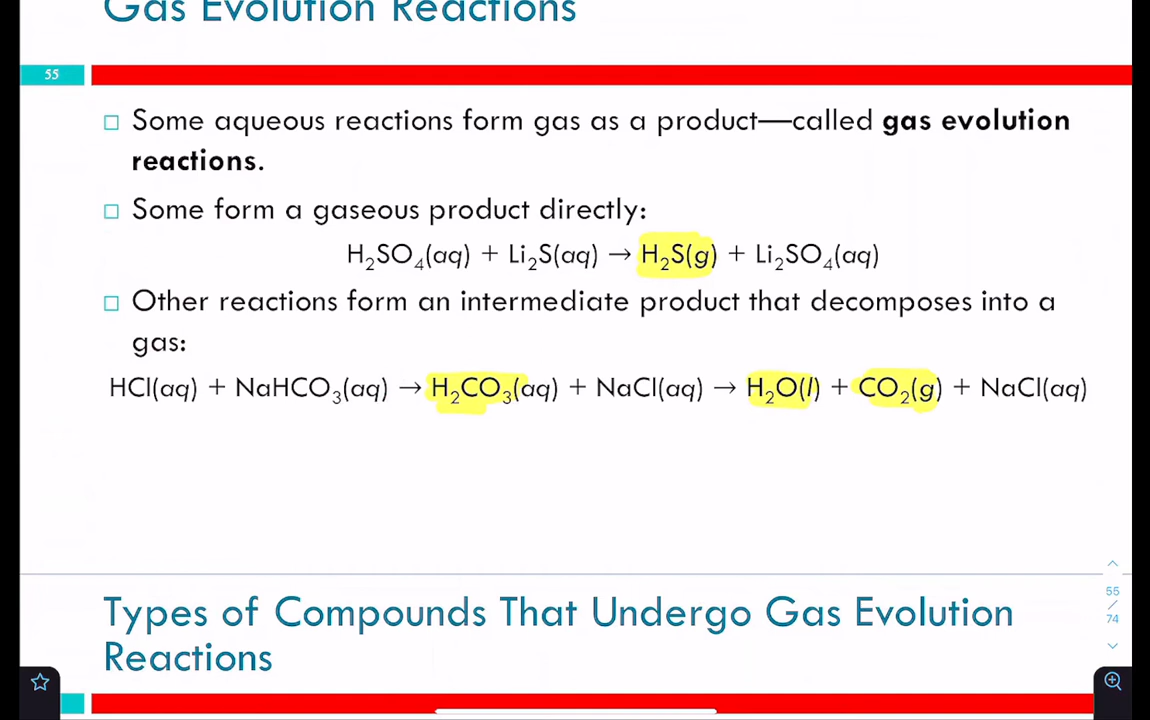 Gas Evolution Reactions
55
□ Some aqueous reactions form gas as a product—called gas evolution
reactions.
□ Some form a gaseous product directly:
H₂SO₄(aq) + Li₂S(aq) → H₂S(g) + Li₂SO₄(aq)
□ Other reactions form an intermediate product that decomposes into a
gas:
HCl(aq) + NaHCO₃(aq) → H₂CO₃(aq) + NaCl(aq) → H₂O(l) + CO₂(g) + NaCl(aq)
55
/
74
Types of Compounds That Undergo Gas Evolution
Reactions